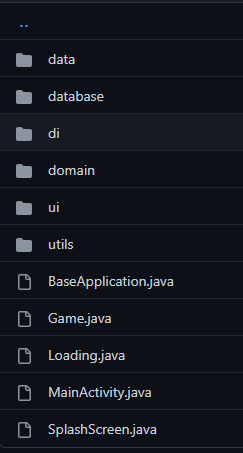 ..
data
database
di
domain
ui
utils
BaseApplication.java
Game.java
Loading.java
MainActivity.java
SplashScreen.java